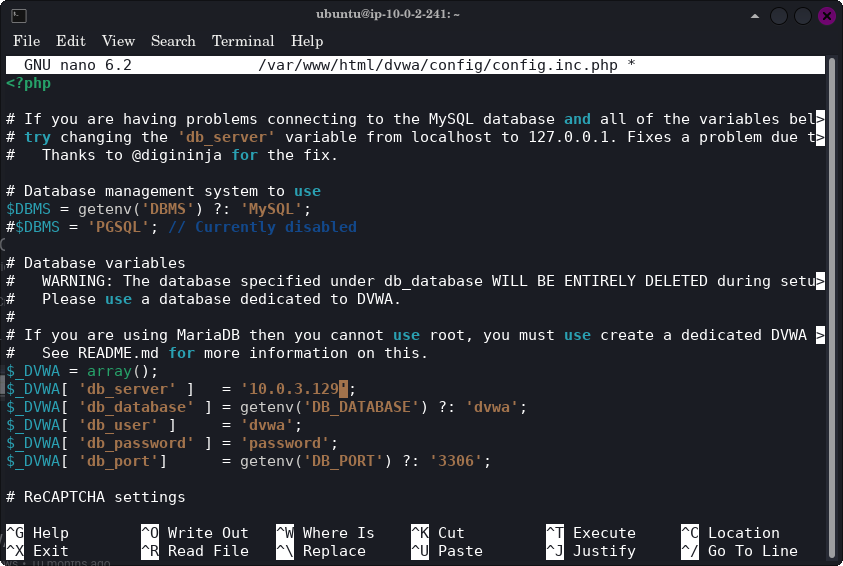 ubuntu@ip-10-0-2-241: ~
File Edit View Search Terminal Help
GNU nano 6.2 /var/www/html/dvwa/config/config.inc.php *
<?php
# If you are having problems connecting to the MySQL database and all of the variables bel>
# try changing the 'db_server' variable from localhost to 127.0.0.1. Fixes a problem due t>
#   Thanks to @digininja for the fix.
# Database management system to use
$DBMS = getenv('DBMS') ?: 'MySQL';
#$DBMS = 'PGSQL'; // Currently disabled
# Database variables
#   WARNING: The database specified under db_database WILL BE ENTIRELY DELETED during setu>
#   Please use a database dedicated to DVWA.
#
# If you are using MariaDB then you cannot use root, you must use create a dedicated DVWA >
#   See README.md for more information on this.
$_DVWA = array();
$_DVWA[ 'db_server' ]   = '10.0.3.129';
$_DVWA[ 'db_database' ] = getenv('DB_DATABASE') ?: 'dvwa';
$_DVWA[ 'db_user' ]     = 'dvwa';
$_DVWA[ 'db_password' ] = 'password';
$_DVWA[ 'db_port']      = getenv('DB_PORT') ?: '3306';
# ReCAPTCHA settings
^G Help ^O Write Out ^W Where Is ^K Cut ^T Execute ^C Location
^X Exit ^R Read File ^\ Replace ^U Paste ^J Justify ^/ Go To Line
10 months ago